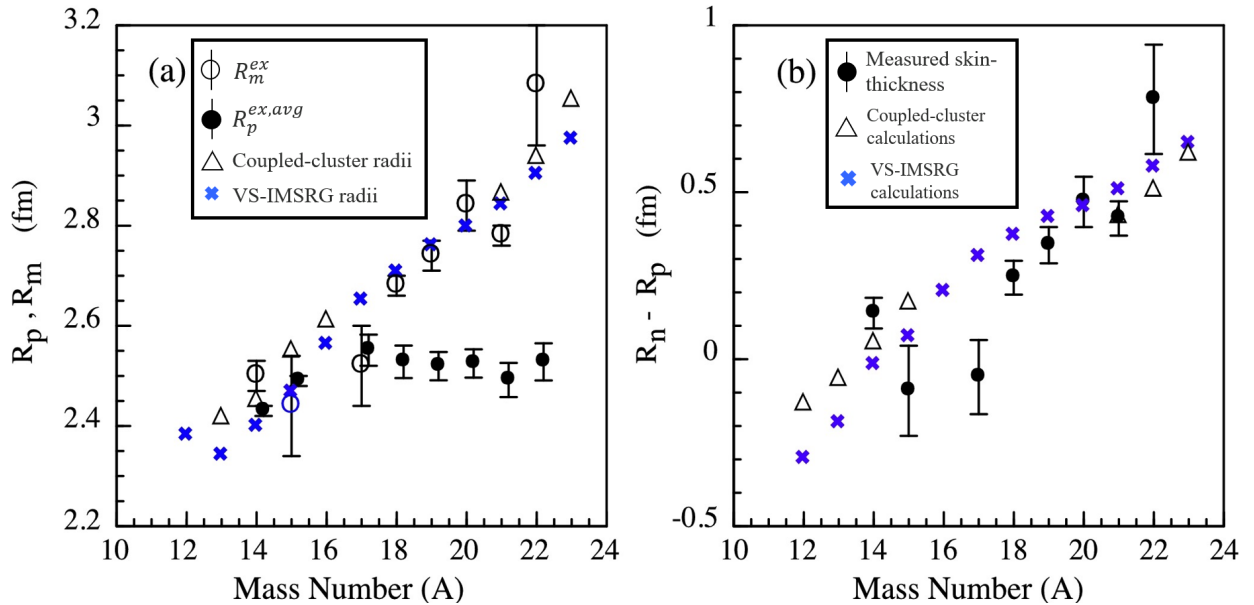 (a)
R_m^{ex}
R_p^{ex,avg}
Coupled-cluster radii
VS-IMSRG radii
3.2
3
2.8
2.6
2.4
2.2
R_p , R_m (fm)
10 12 14 16 18 20 22 24
Mass Number (A)
(b)
Measured skin-
thickness
Coupled-cluster
calculations
VS-IMSRG
calculations
1
0.5
0
-0.5
R_n - R_p (fm)
10 12 14 16 18 20 22 24
Mass Number (A)